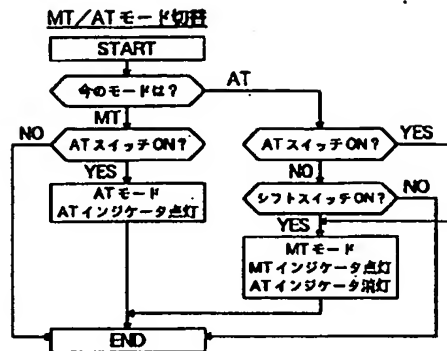 MT/ATモード切替
START
今のモードは?
AT
MT
NO
ATスイッチON?
ATスイッチON?
YES
YES
NO
ATモード
ATインジケータ点灯
シフトスイッチON?
NO
YES
MTモード
MTインジケータ点灯
ATインジケータ消灯
END